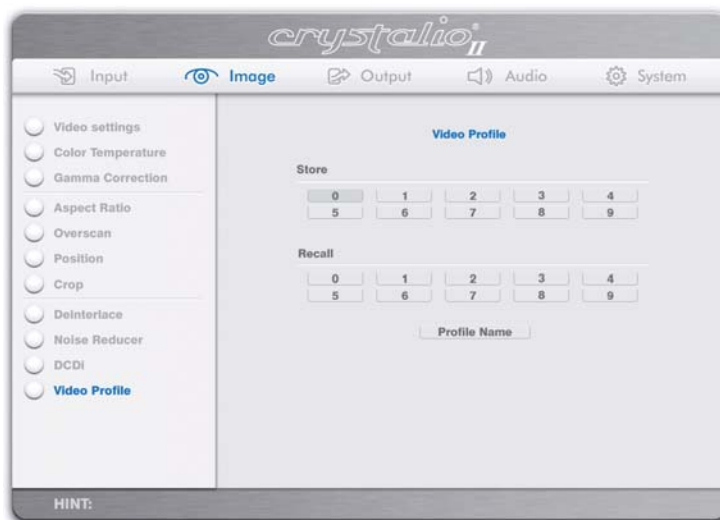 crystalio® II
Input Image Output Audio System
Video settings
Color Temperature
Gamma Correction
Aspect Ratio
Overscan
Position
Crop
Deinterlace
Noise Reducer
DCDi
Video Profile
Video Profile
Store
0 1 2 3 4
5 6 7 8 9
Recall
0 1 2 3 4
5 6 7 8 9
Profile Name
HINT: